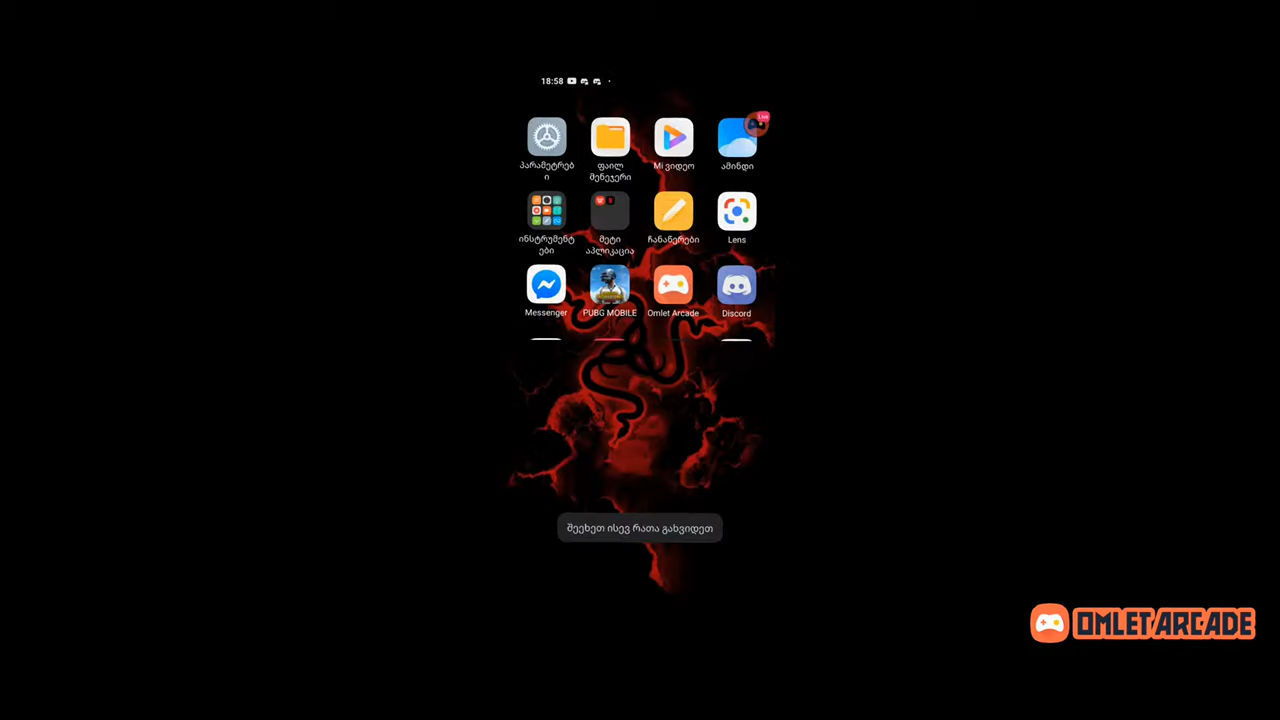 18:58
Live
პარამეტრებ
ი
ფაილ
მენეჯერი
Mi ვიდეო
ამინდი
ინსტრუმენტ
ები
მეტი
აპლიკაცია
ჩანაწერები
Lens
Messenger
PUBG MOBILE
Omlet Arcade
Discord
შეეხეთ ისევ რათა გახვიდეთ
OMLET ARCADE